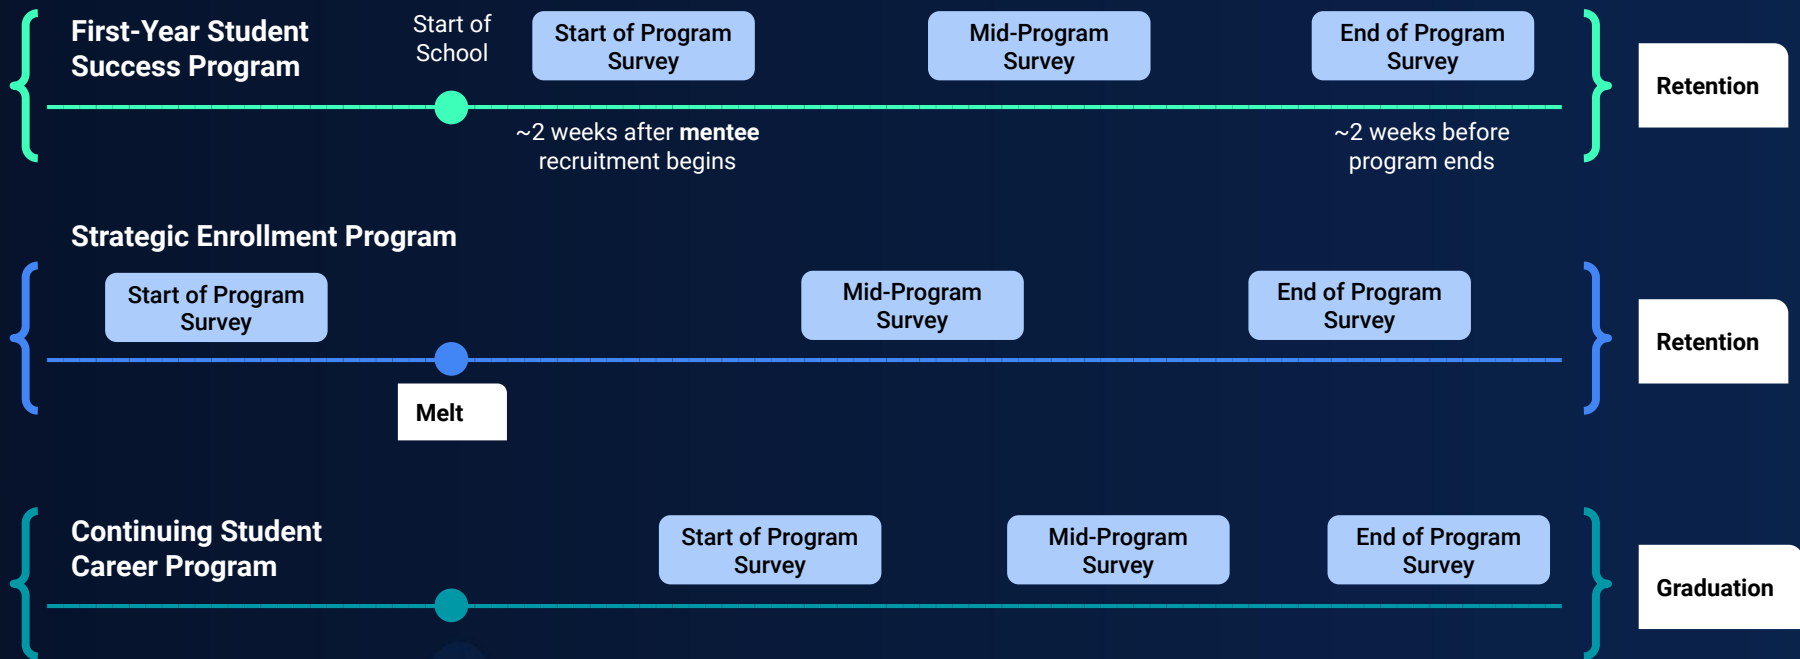 First-Year Student
Success Program
Start of
School
Start of Program
Survey
Mid-Program
Survey
End of Program
Survey
Retention
~2 weeks after mentee
recruitment begins
~2 weeks before
program ends
Strategic Enrollment Program
Start of Program
Survey
Mid-Program
Survey
End of Program
Survey
Retention
Melt
Continuing Student
Career Program
Start of Program
Survey
Mid-Program
Survey
End of Program
Survey
Graduation